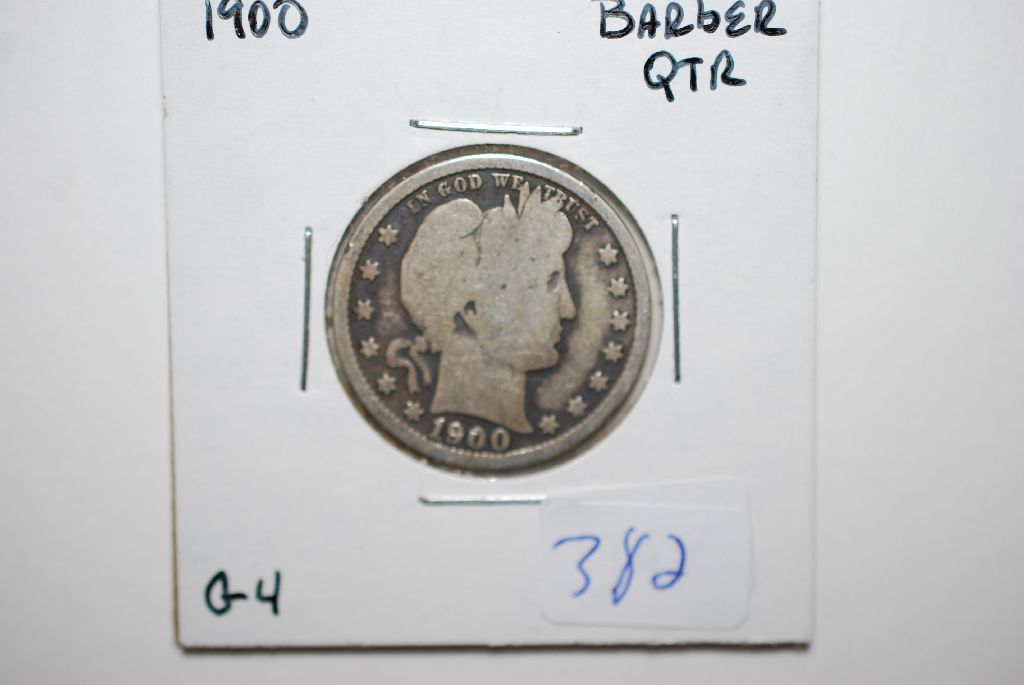 1900
BARBER
QTR
IN GOD WE TRUST
1900
382
G-4